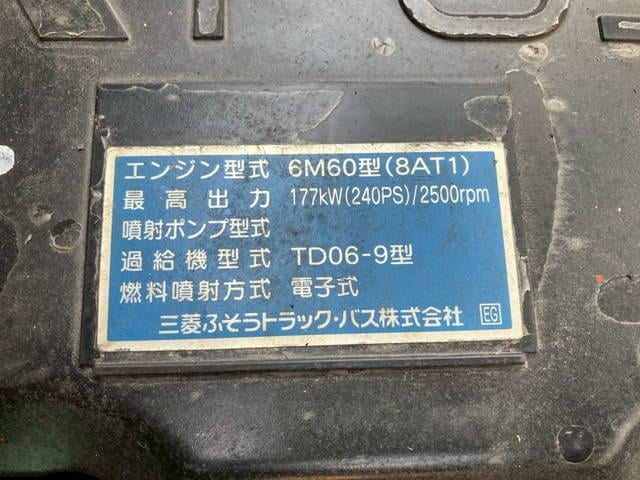 エンジン型式 6M60型(8AT1)
最高出力 177kW(240PS)/2500rpm
噴射ポンプ型式
過給機型式 TD06-9型
燃料噴射方式 電子式
三菱ふそうトラック・バス株式会社 EG